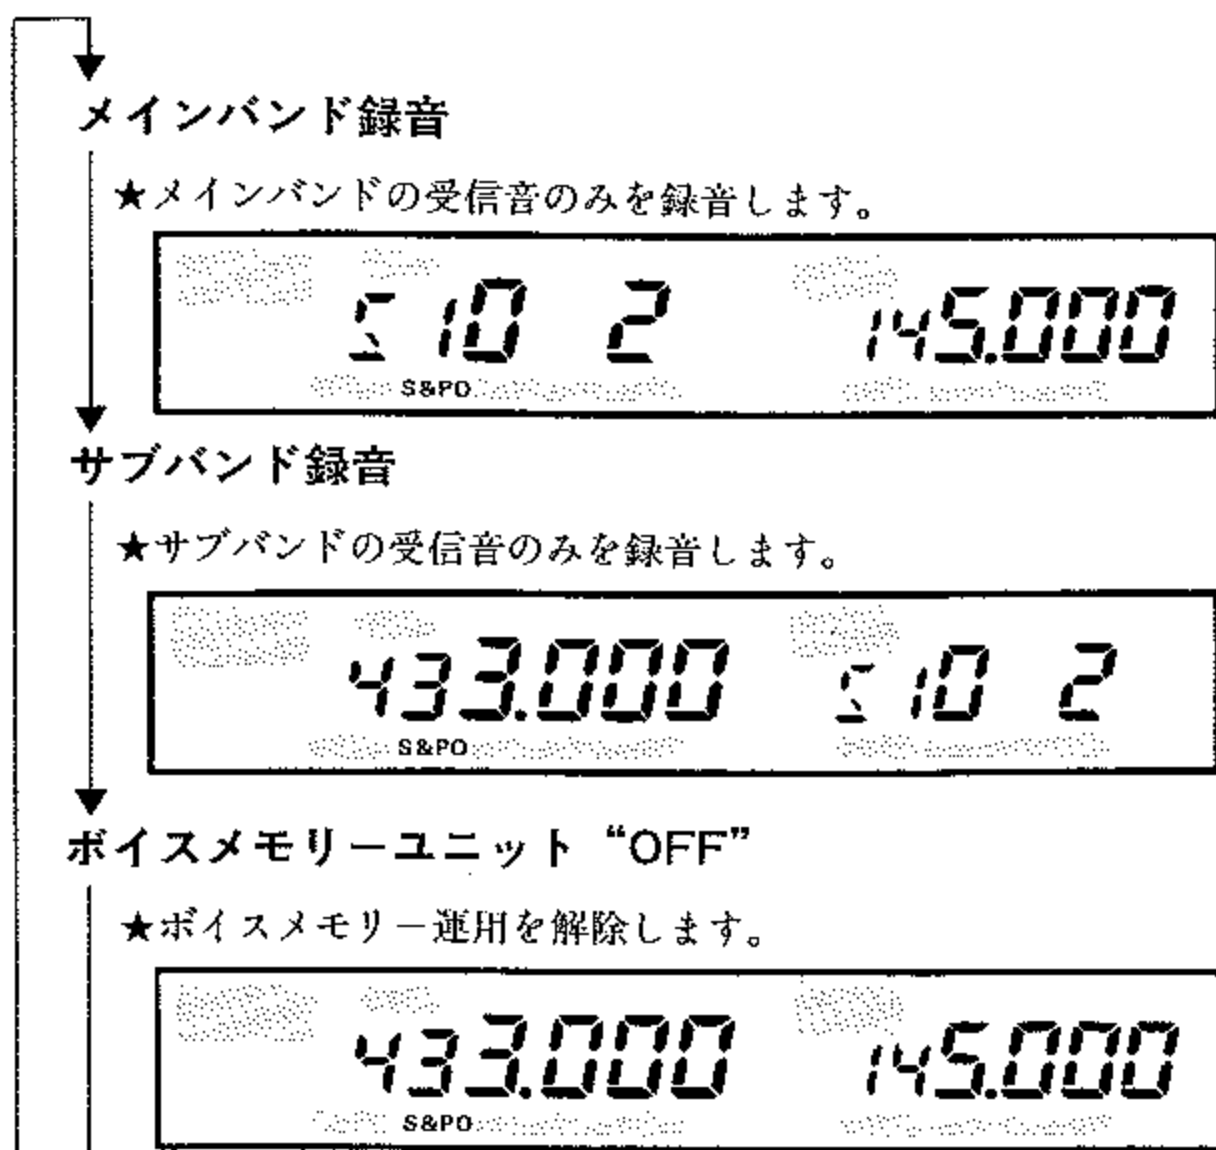 メインバンド録音
★メインバンドの受信音のみを録音します。
10 2 145.000
S&PO
サブバンド録音
★サブバンドの受信音のみを録音します。
433.000 10 2
S&PO
ボイスメモリーユニット “OFF”
★ボイスメモリー運用を解除します。
433.000 145.000
S&PO